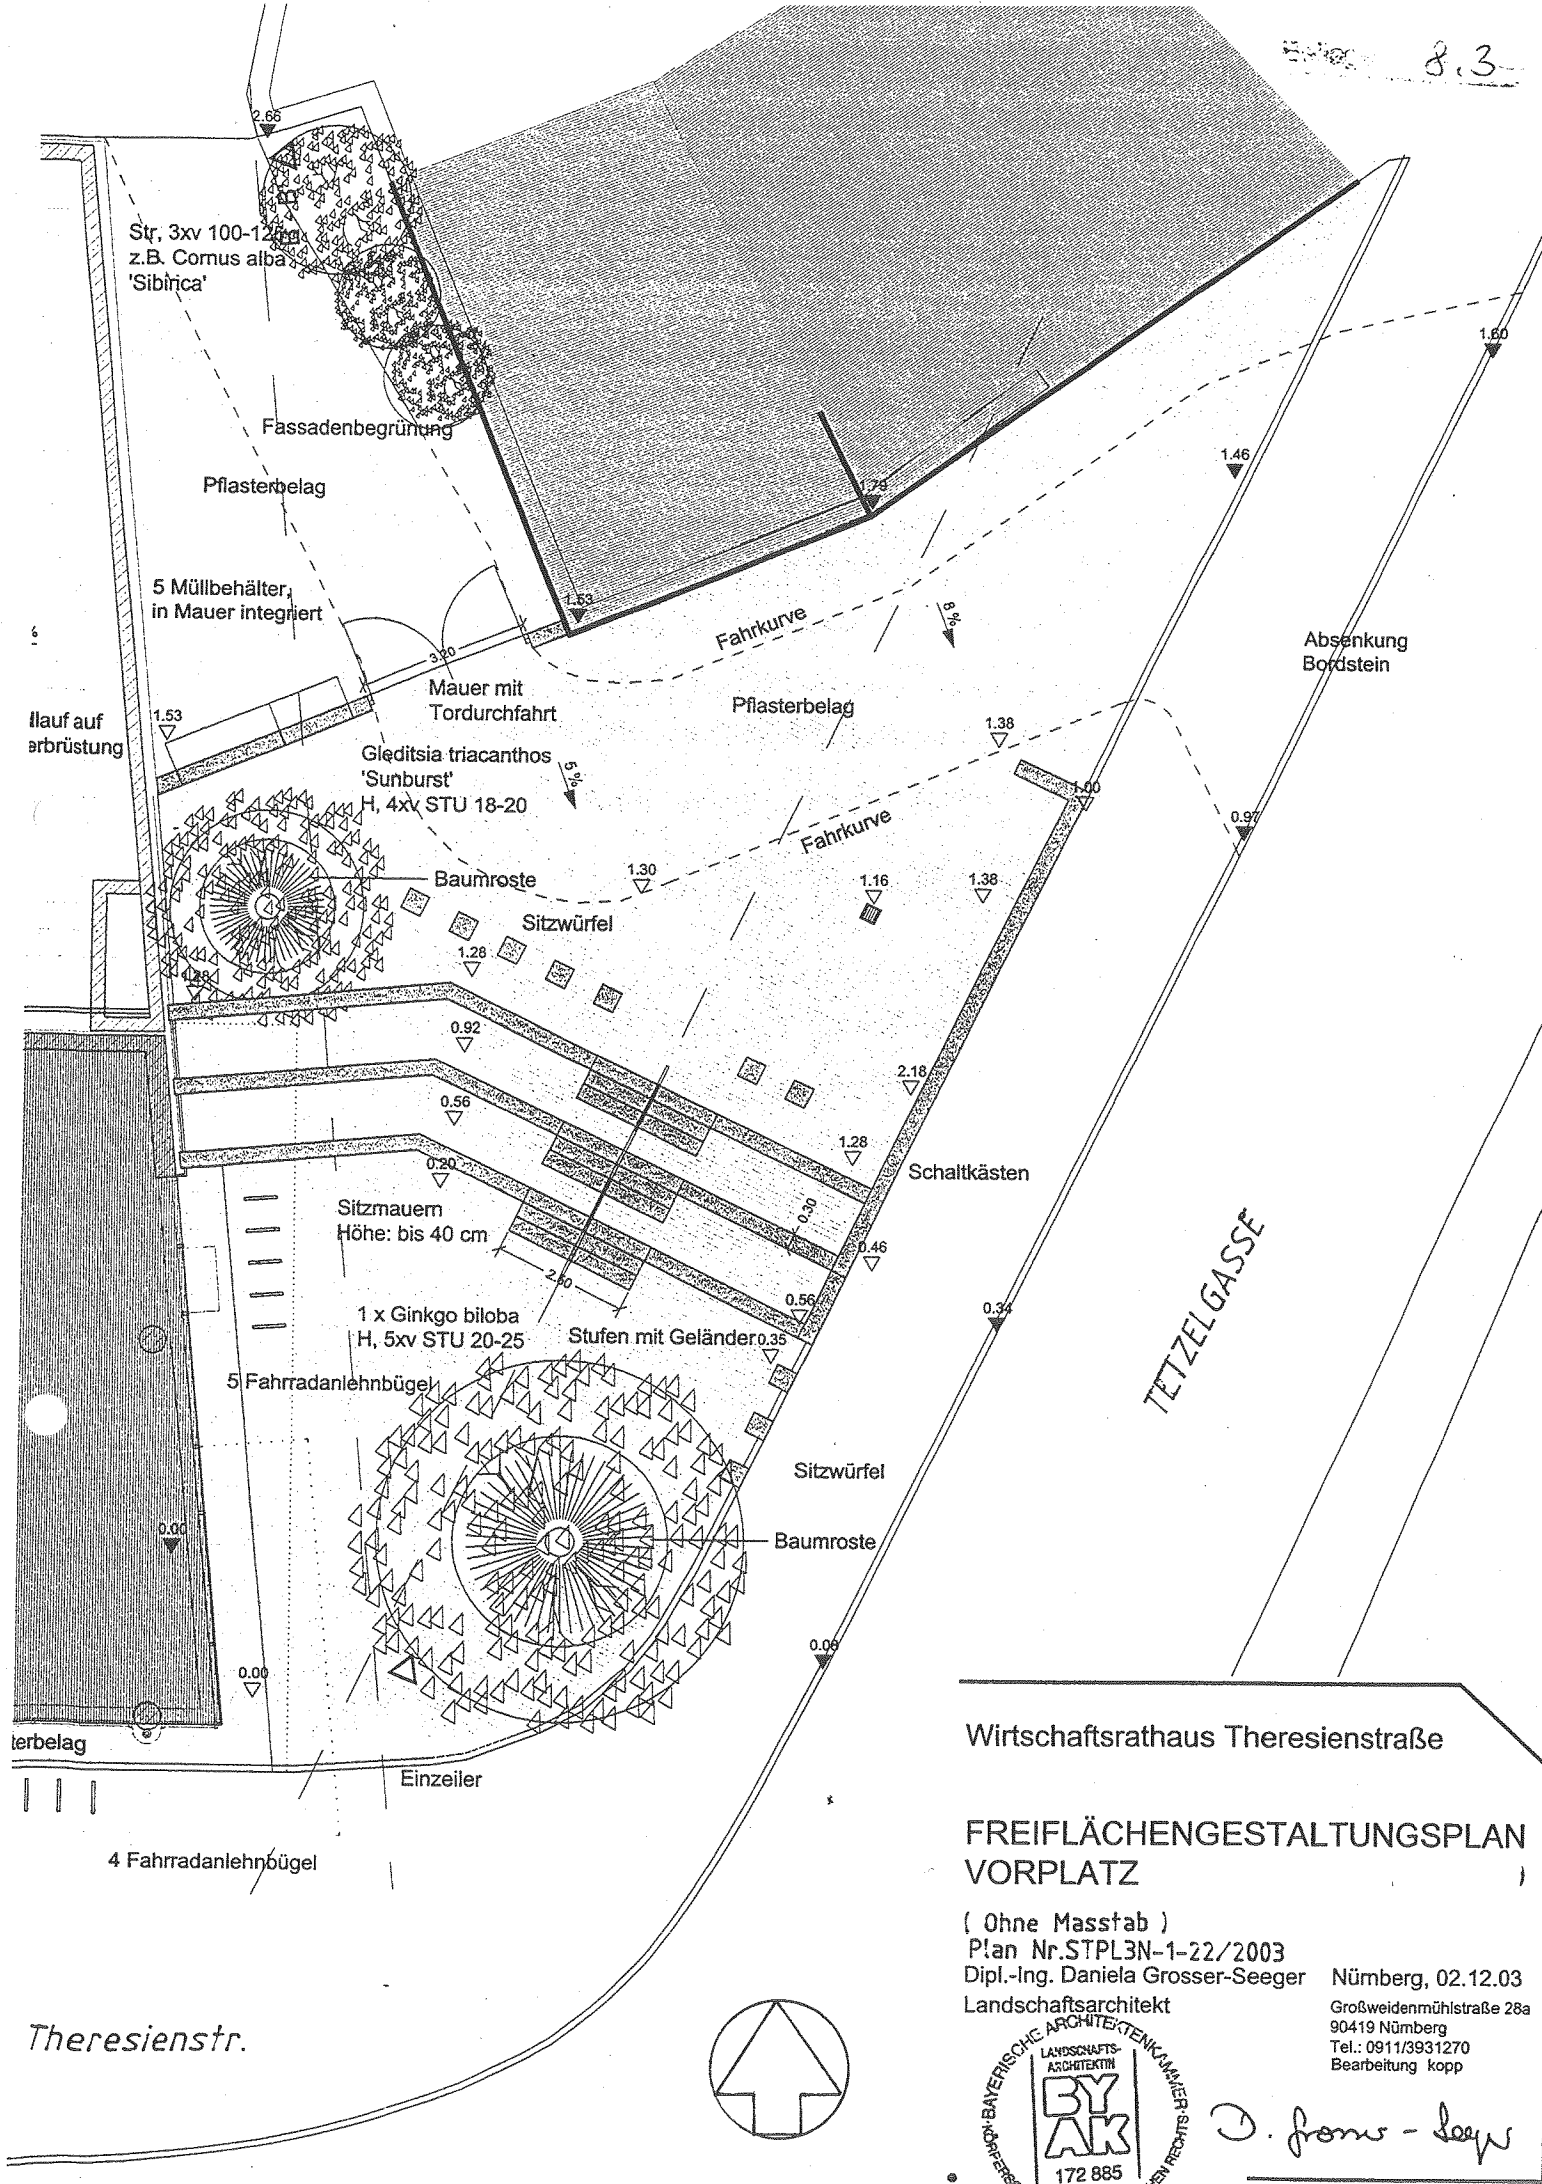 8.3
2.66
Str, 3xv 100-125
z.B. Cornus alba
'Sibirica'
B
1.60
Fassadenbegrünung
1.46
Pflasterbelag
1.79
5 Müllbehälter,
in Mauer integriert
1.53
Fahrkurve
8 %
Absenkung
Bordstein
3.20
Mauer mit
Tordurchfahrt
Pflasterbelag
llauf auf
erbrüstung
1.53
1.38
Gleditsia triacanthos
'Sunburst'
H, 4xv STU 18-20
5 %
1.00
Fahrkurve
0.97
Baumroste
1.30
1.16
1.38
Sitzwürfel
1.28
1.28
0.92
2.18
0.56
1.28
0.20
Schaltkästen
Sitzmauern
Höhe: bis 40 cm
0.30
0.46
2.50
0.56
0.34
TETZELGASSE
1 x Ginkgo biloba
H, 5xv STU 20-25
Stufen mit Geländer
0.35
5 Fahrradanlehnbügel
Sitzwürfel
0.00
Baumroste
0.08
0.00
terbelag
Einzeiler
4 Fahrradanlehnbügel
Wirtschaftsrathaus Theresienstraße
FREIFLÄCHENGESTALTUNGSPLAN
VORPLATZ
( Ohne Masstab )
Plan Nr.STPL3N-1-22/2003
Dipl.-Ing. Daniela Grosser-Seeger Nürnberg, 02.12.03
Landschaftsarchitekt
Großweidenmühlstraße 28a
90419 Nürnberg
Tel.: 0911/3931270
Bearbeitung kopp
Theresienstr.
BAYERISCHE ARCHITEKTENKAMMER
LANDSCHAFTS-
ARCHITEKTIN
BY
AK
172 885
D. Grosser - Seeger